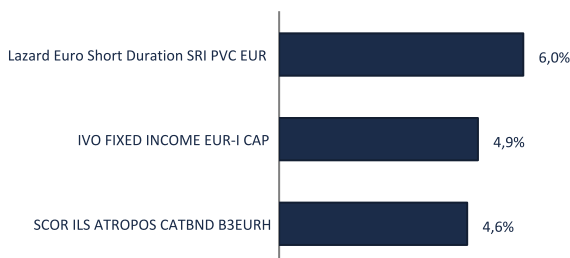 Lazard Euro Short Duration SRI PVC EUR 6,0%
IVO FIXED INCOME EUR-I CAP 4,9%
SCOR ILS ATROPOS CATBND B3EURH 4,6%